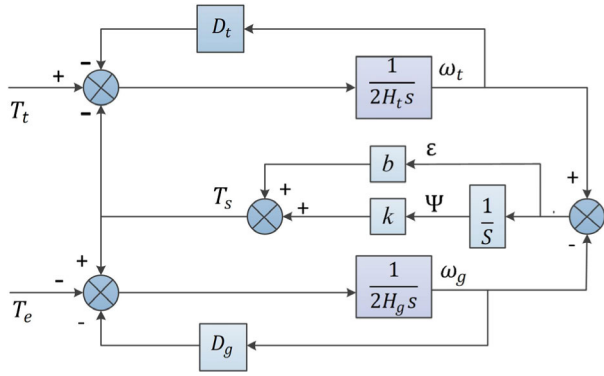 D_t
− + −
T_t
1
2H_t s
ω_t
b
ε
T_s
+ +
k
Ψ
1
S
+ -
+ − -
T_e
1
2H_g s
ω_g
D_g